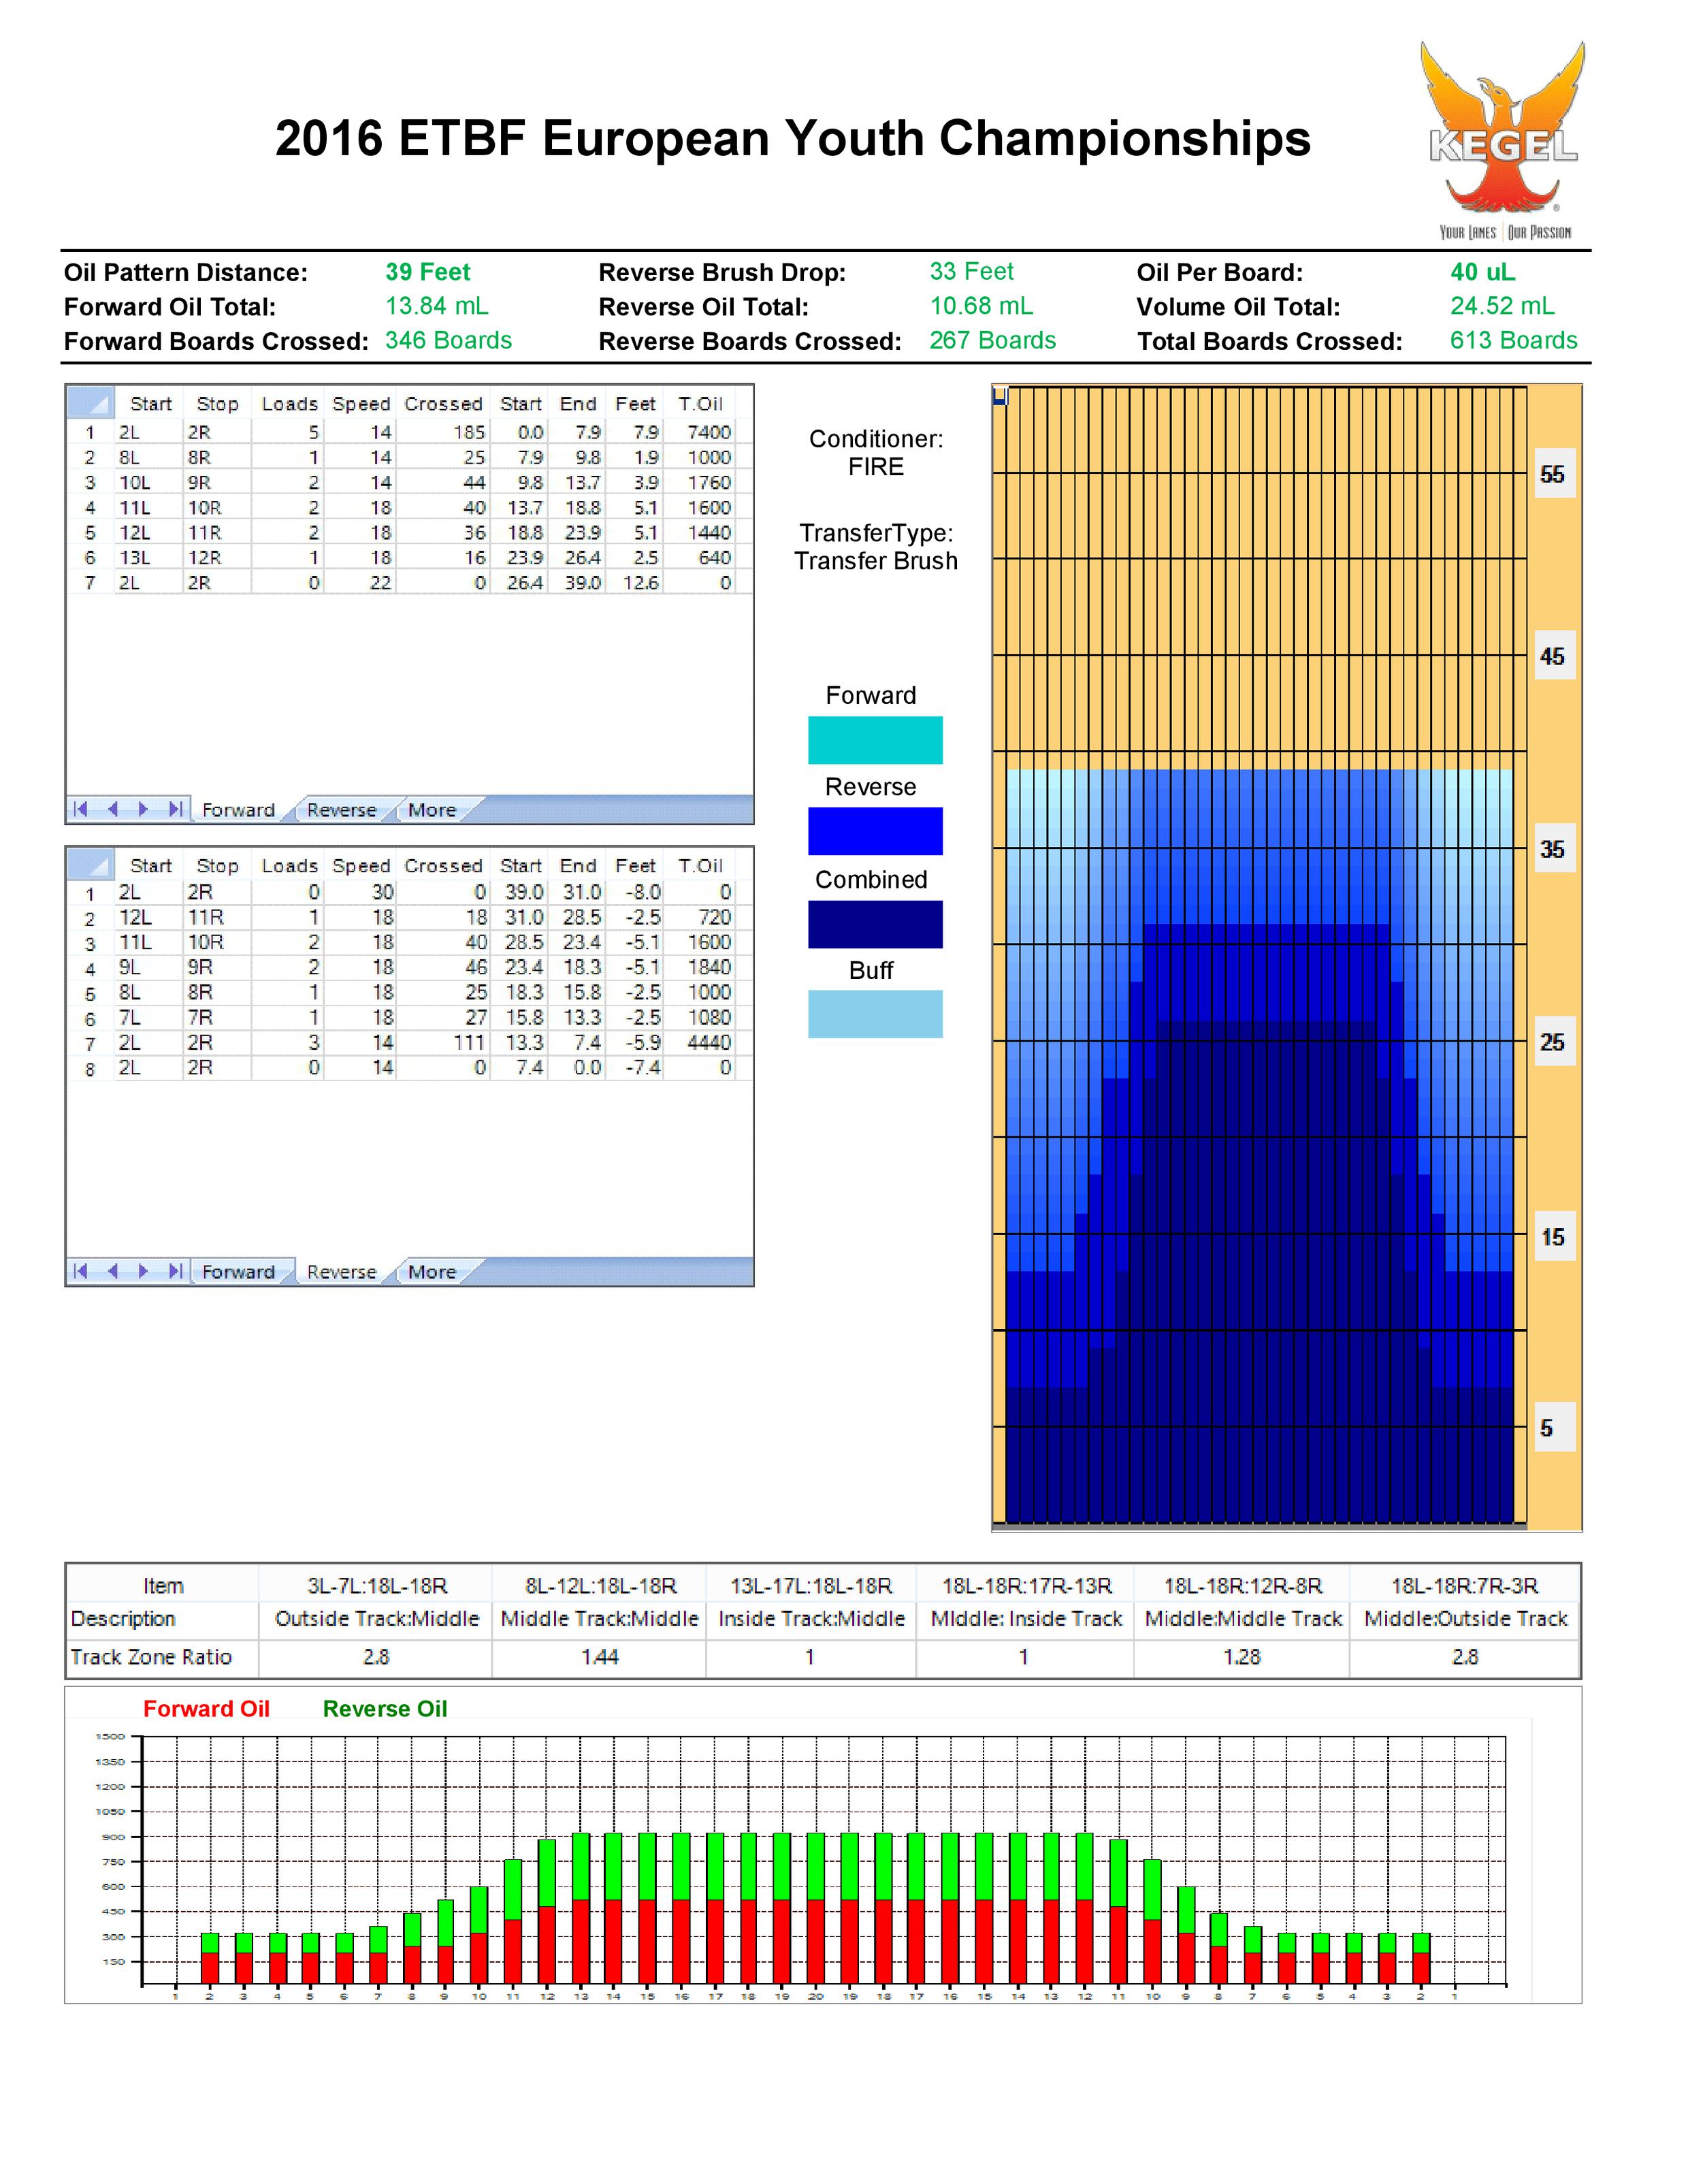 2016 ETBF European Youth Championships
KEGEL
®
YOUR LANES | OUR PASSION
Oil Pattern Distance: 39 Feet Reverse Brush Drop: 33 Feet Oil Per Board: 40 uL
Forward Oil Total: 13.84 mL Reverse Oil Total: 10.68 mL Volume Oil Total: 24.52 mL
Forward Boards Crossed: 346 Boards Reverse Boards Crossed: 267 Boards Total Boards Crossed: 613 Boards
Start Stop Loads Speed Crossed Start End Feet T.Oil
1 2L 2R 5 14 185 0.0 7.9 7.9 7400
2 8L 8R 1 14 25 7.9 9.8 1.9 1000
3 10L 9R 2 14 44 9.8 13.7 3.9 1760
4 11L 10R 2 18 40 13.7 18.8 5.1 1600
5 12L 11R 2 18 36 18.8 23.9 5.1 1440
6 13L 12R 1 18 16 23.9 26.4 2.5 640
7 2L 2R 0 22 0 26.4 39.0 12.6 0
Forward Reverse More
Start Stop Loads Speed Crossed Start End Feet T.Oil
1 2L 2R 0 30 0 39.0 31.0 -8.0 0
2 12L 11R 1 18 18 31.0 28.5 -2.5 720
3 11L 10R 2 18 40 28.5 23.4 -5.1 1600
4 9L 9R 2 18 46 23.4 18.3 -5.1 1840
5 8L 8R 1 18 25 18.3 15.8 -2.5 1000
6 7L 7R 1 18 27 15.8 13.3 -2.5 1080
7 2L 2R 3 14 111 13.3 7.4 -5.9 4440
8 2L 2R 0 14 0 7.4 0.0 -7.4 0
Forward Reverse More
Conditioner:
FIRE
TransferType:
Transfer Brush
Forward
Reverse
Combined
Buff
55
45
35
25
15
5
Item 3L-7L:18L-18R 8L-12L:18L-18R 13L-17L:18L-18R 18L-18R:17R-13R 18L-18R:12R-8R 18L-18R:7R-3R
Description Outside Track:Middle Middle Track:Middle Inside Track:Middle MIddle: Inside Track Middle:Middle Track Middle:Outside Track
Track Zone Ratio 2.8 1.44 1 1 1.28 2.8
Forward Oil Reverse Oil
1500
1350
1200
1050
900
750
600
450
300
150
1 2 3 4 5 6 7 8 9 10 11 12 13 14 15 16 17 18 19 20 19 18 17 16 15 14 13 12 11 10 9 8 7 6 5 4 3 2 1